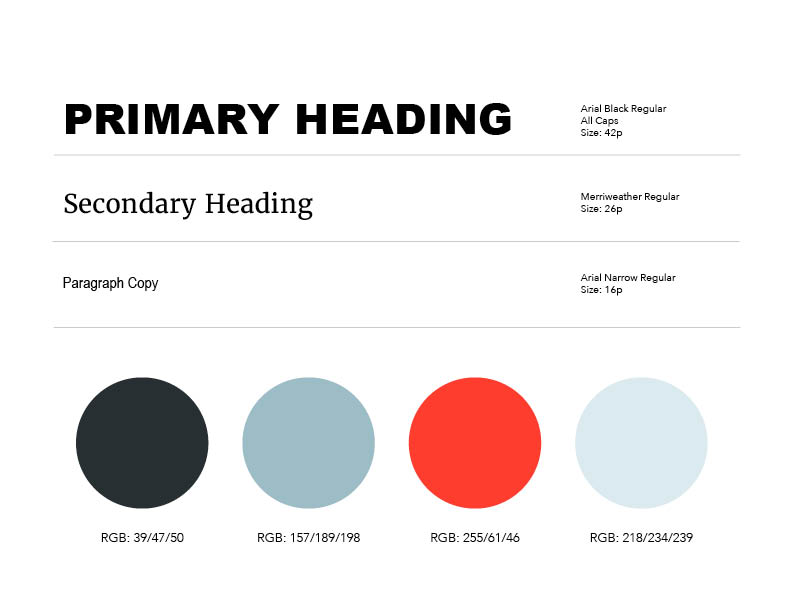 PRIMARY HEADING
Arial Black Regular
All Caps
Size: 42p
Secondary Heading
Merriweather Regular
Size: 26p
Paragraph Copy
Arial Narrow Regular
Size: 16p
RGB: 39/47/50
RGB: 157/189/198
RGB: 255/61/46
RGB: 218/234/239